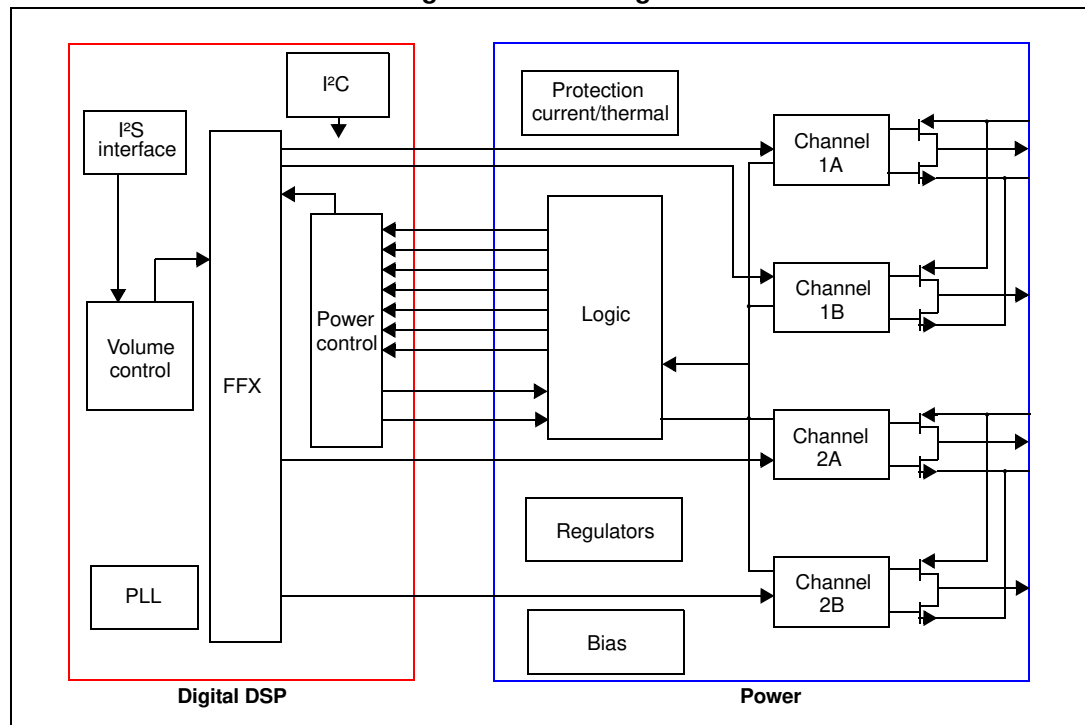 I²C
I²S
interface
Volume
control
FFX
Power
control
PLL
Digital DSP
Protection
current/thermal
Logic
Regulators
Bias
Channel
1A
Channel
1B
Channel
2A
Channel
2B
Power